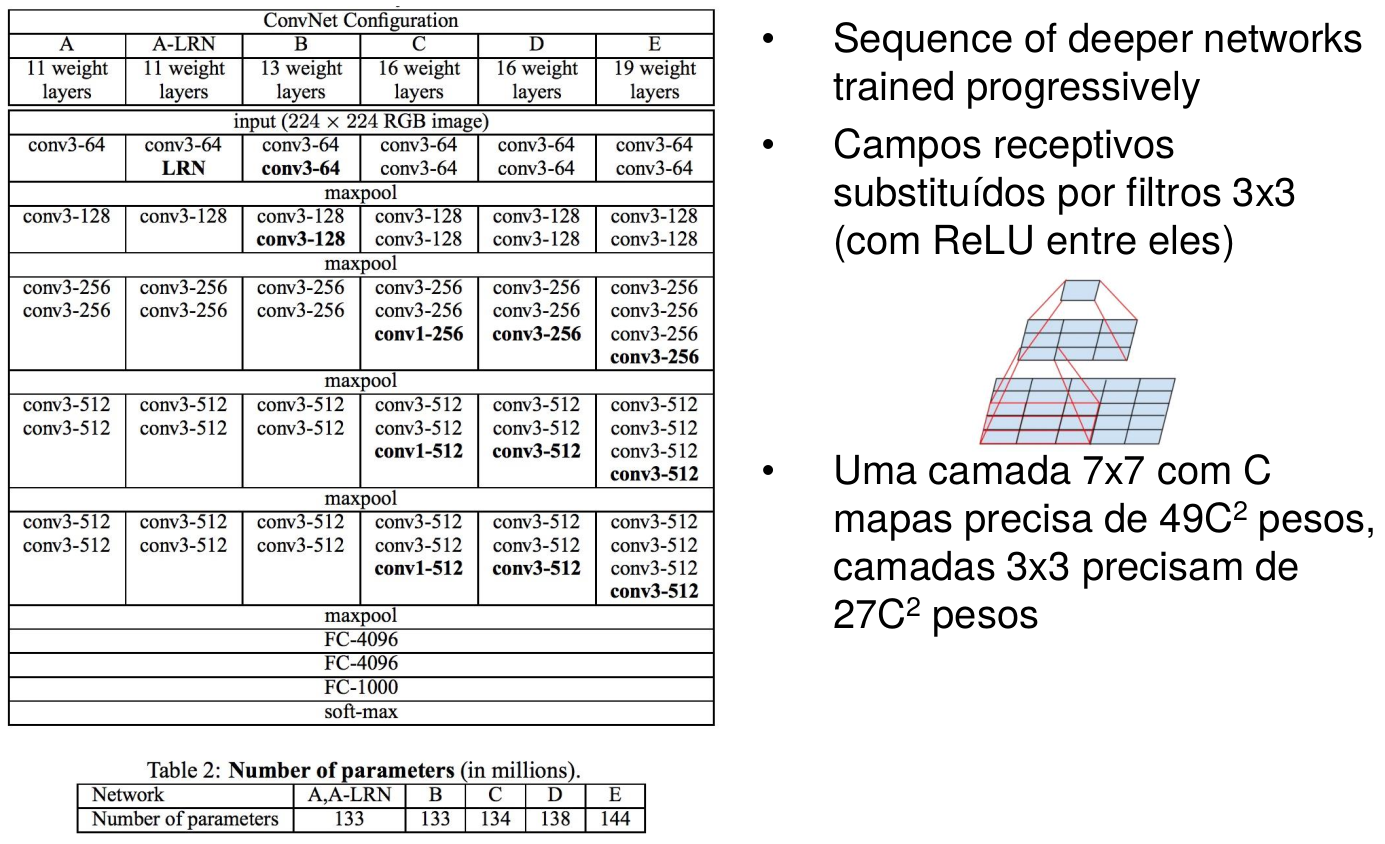 ConvNet Configuration
A A-LRN B C D E
11 weight layers 11 weight layers 13 weight layers 16 weight layers 16 weight layers 19 weight layers
input (224 × 224 RGB image)
conv3-64 conv3-64 conv3-64 conv3-64 conv3-64 conv3-64
LRN conv3-64 conv3-64 conv3-64 conv3-64
maxpool
conv3-128 conv3-128 conv3-128 conv3-128 conv3-128 conv3-128
conv3-128 conv3-128 conv3-128 conv3-128
maxpool
conv3-256 conv3-256 conv3-256 conv3-256 conv3-256 conv3-256
conv3-256 conv3-256 conv3-256 conv3-256 conv3-256 conv3-256
conv1-256 conv3-256 conv3-256
conv3-256
maxpool
conv3-512 conv3-512 conv3-512 conv3-512 conv3-512 conv3-512
conv3-512 conv3-512 conv3-512 conv3-512 conv3-512 conv3-512
conv1-512 conv3-512 conv3-512
conv3-512
maxpool
conv3-512 conv3-512 conv3-512 conv3-512 conv3-512 conv3-512
conv3-512 conv3-512 conv3-512 conv3-512 conv3-512 conv3-512
conv1-512 conv3-512 conv3-512
conv3-512
maxpool
FC-4096
FC-4096
FC-1000
soft-max
Table 2: Number of parameters (in millions).
Network A,A-LRN B C D E
Number of parameters 133 133 134 138 144
• Sequence of deeper networks
trained progressively
• Campos receptivos
substituídos por filtros 3x3
(com ReLU entre eles)
• Uma camada 7x7 com C
mapas precisa de 49C² pesos,
camadas 3x3 precisam de
27C² pesos